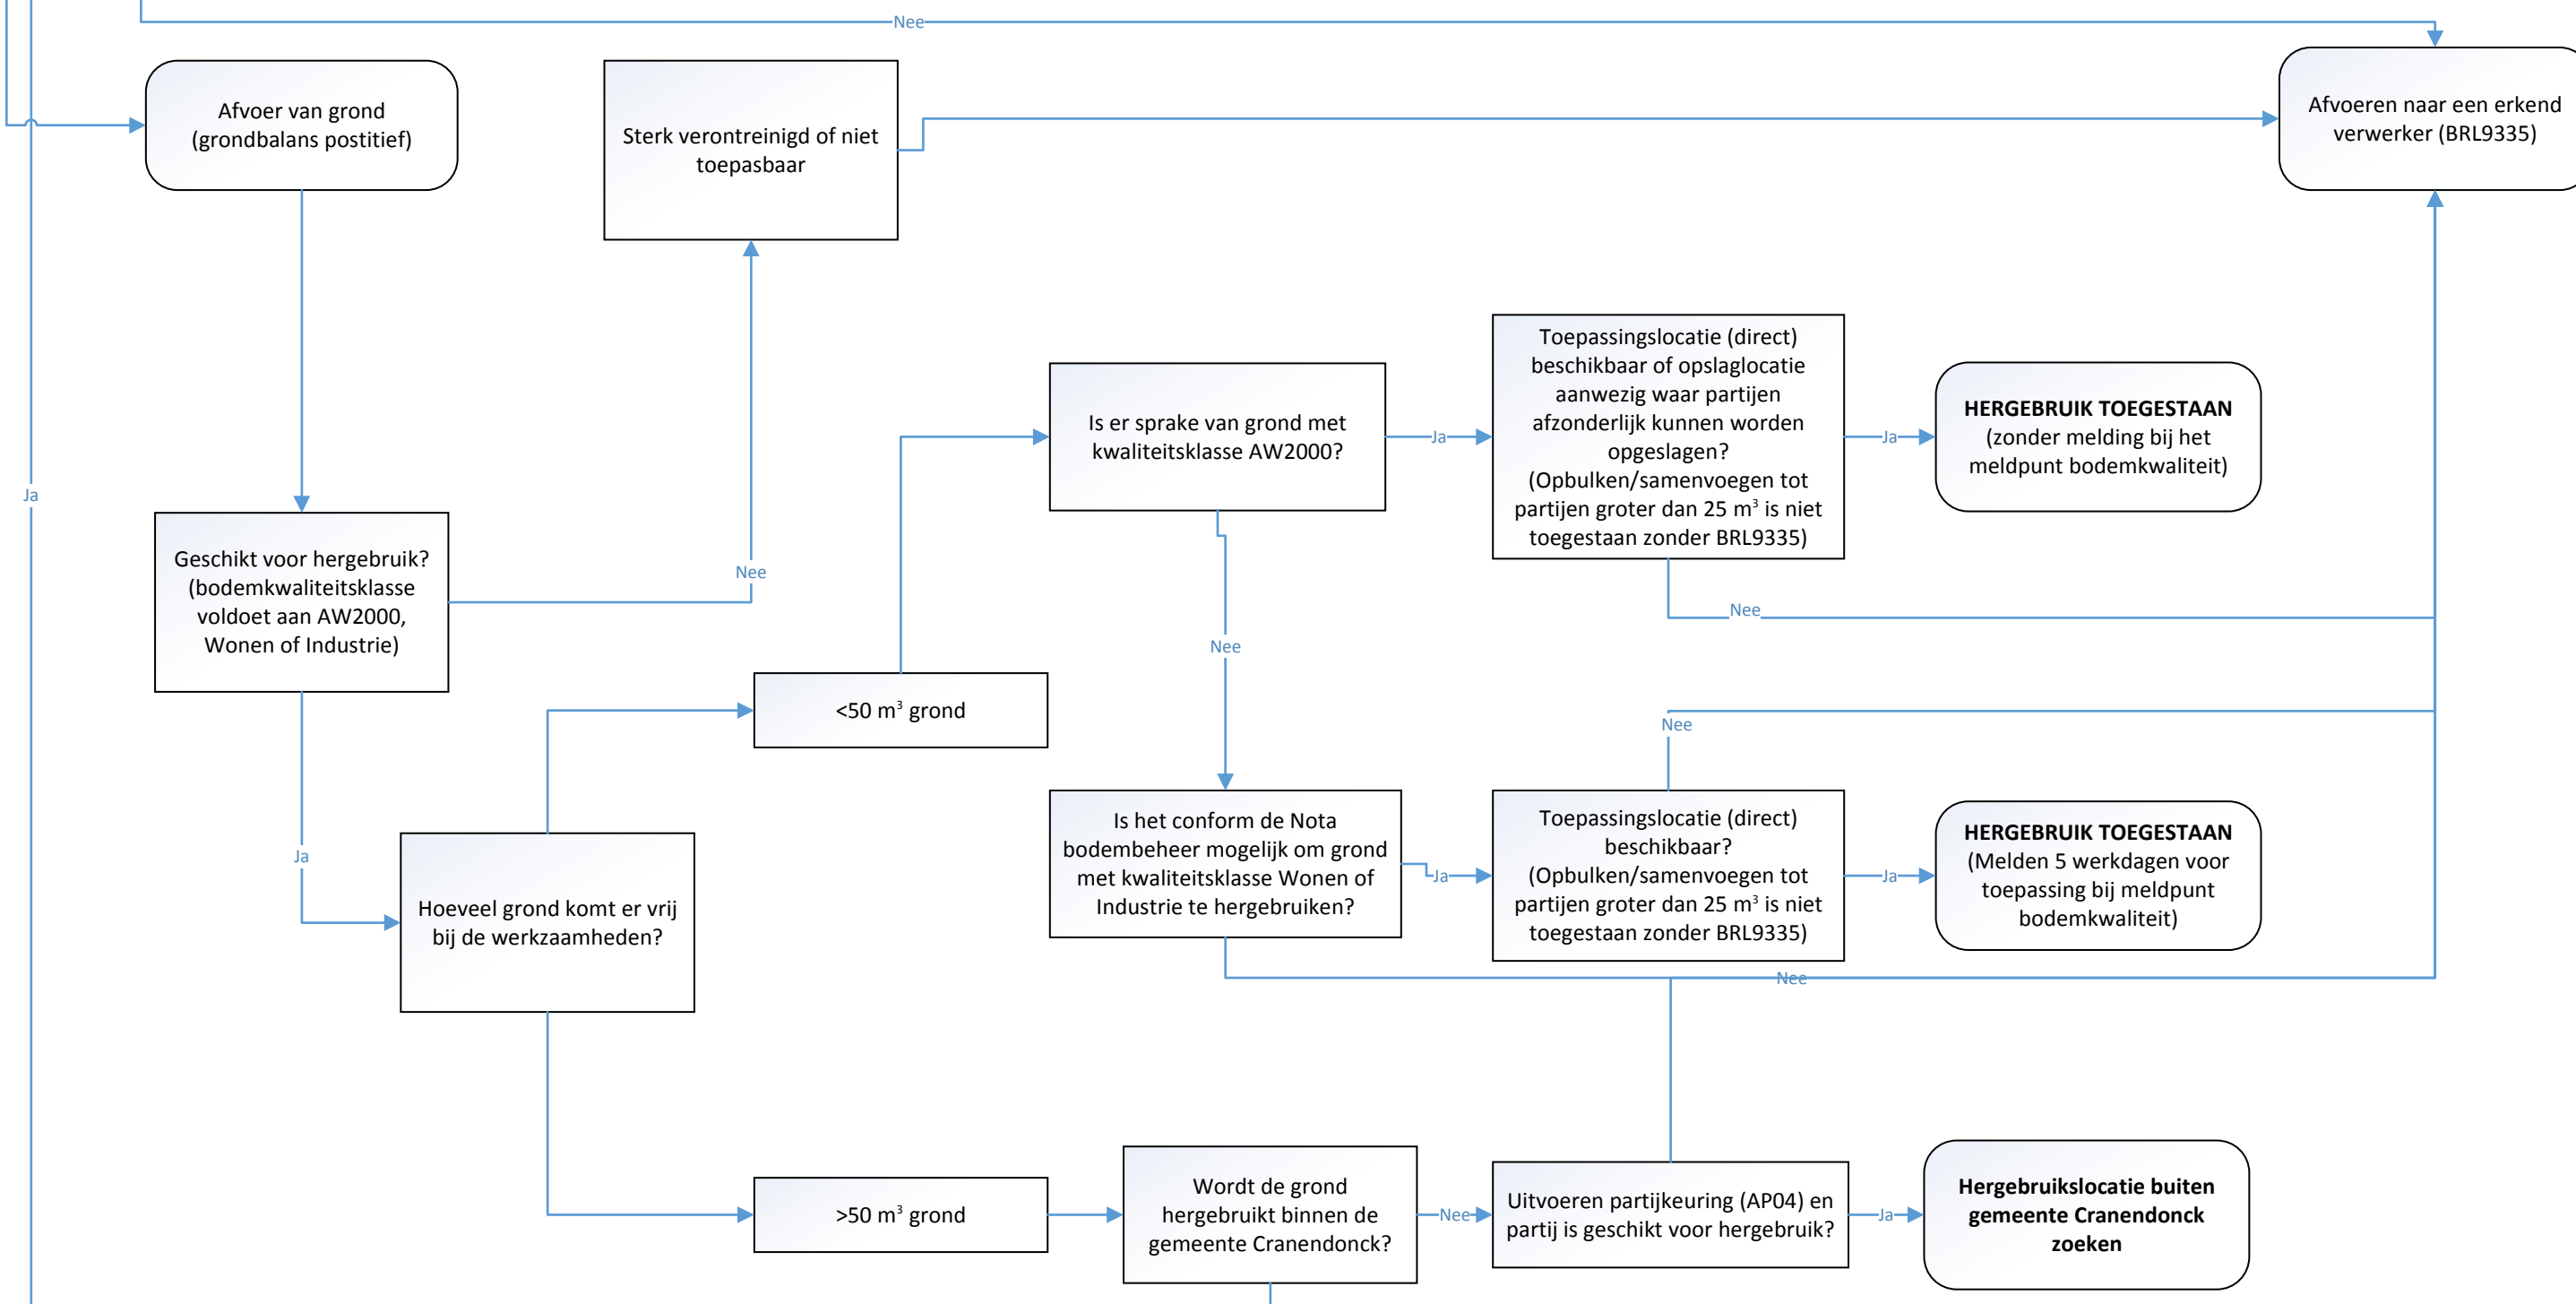 Nee
Afvoer van grond
(grondbalans postitief)
Sterk verontreinigd of niet
toepasbaar
Afvoeren naar een erkend
verwerker (BRL9335)
Ja
Geschikt voor hergebruik?
(bodemkwaliteitsklasse
voldoet aan AW2000,
Wonen of Industrie)
Nee
Is er sprake van grond met
kwaliteitsklasse AW2000?
Ja
Toepassingslocatie (direct)
beschikbaar of opslaglocatie
aanwezig waar partijen
afzonderlijk kunnen worden
opgeslagen?
(Opbulken/samenvoegen tot
partijen groter dan 25 m³ is niet
toegestaan zonder BRL9335)
Ja
HERGEBRUIK TOEGESTAAN
(zonder melding bij het
meldpunt bodemkwaliteit)
Nee
Nee
<50 m³ grond
Nee
Ja
Hoeveel grond komt er vrij
bij de werkzaamheden?
Is het conform de Nota
bodembeheer mogelijk om grond
met kwaliteitsklasse Wonen of
Industrie te hergebruiken?
Ja
Toepassingslocatie (direct)
beschikbaar?
(Opbulken/samenvoegen tot
partijen groter dan 25 m³ is niet
toegestaan zonder BRL9335)
Ja
HERGEBRUIK TOEGESTAAN
(Melden 5 werkdagen voor
toepassing bij meldpunt
bodemkwaliteit)
Nee
>50 m³ grond
Wordt de grond
hergebruikt binnen de
gemeente Cranendonck?
Nee
Uitvoeren partijkeuring (AP04) en
partij is geschikt voor hergebruik?
Ja
Hergebruikslocatie buiten
gemeente Cranendonck
zoeken